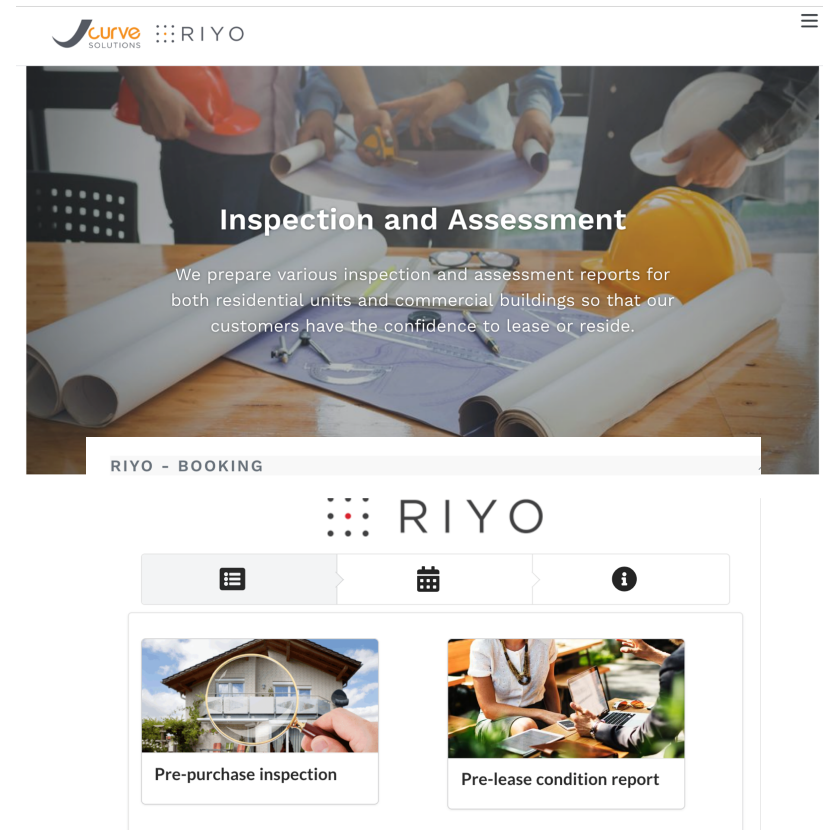 Jcurve
SOLUTIONS
RIYO
Inspection and Assessment
We prepare various inspection and assessment reports for
both residential units and commercial buildings so that our
customers have the confidence to lease or reside.
RIYO - BOOKING
RIYO
Pre-purchase inspection
Pre-lease condition report